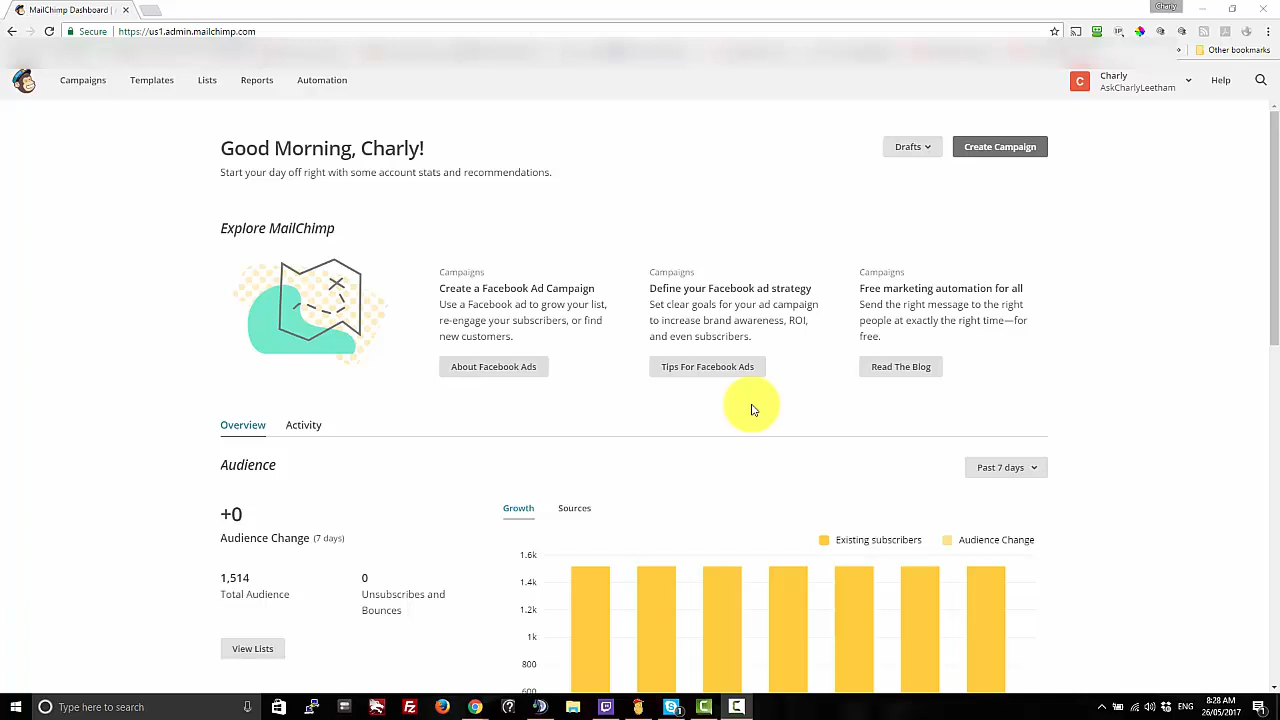 MailChimp Dashboard |
Charly
Secure
https://us1.admin.mailchimp.com
Other bookmarks
Campaigns
Templates
Lists
Reports
Automation
C
Charly
AskCharlyLeetham
Help
Good Morning, Charly!
Drafts
Create Campaign
Start your day off right with some account stats and recommendations.
Explore MailChimp
Campaigns
Create a Facebook Ad Campaign
Use a Facebook ad to grow your list,
re-engage your subscribers, or find
new customers.
About Facebook Ads
Campaigns
Define your Facebook ad strategy
Set clear goals for your ad campaign
to increase brand awareness, ROI,
and even subscribers.
Tips For Facebook Ads
Campaigns
Free marketing automation for all
Send the right message to the right
people at exactly the right time—for
free.
Read The Blog
Overview
Activity
Audience
Past 7 days
+0
Audience Change (7 days)
1,514
Total Audience
0
Unsubscribes and
Bounces
View Lists
Growth
Sources
Existing subscribers
Audience Change
1.6k
1.4k
1.2k
1k
800
600
Type here to search
ENG
8:28 AM
26/05/2017